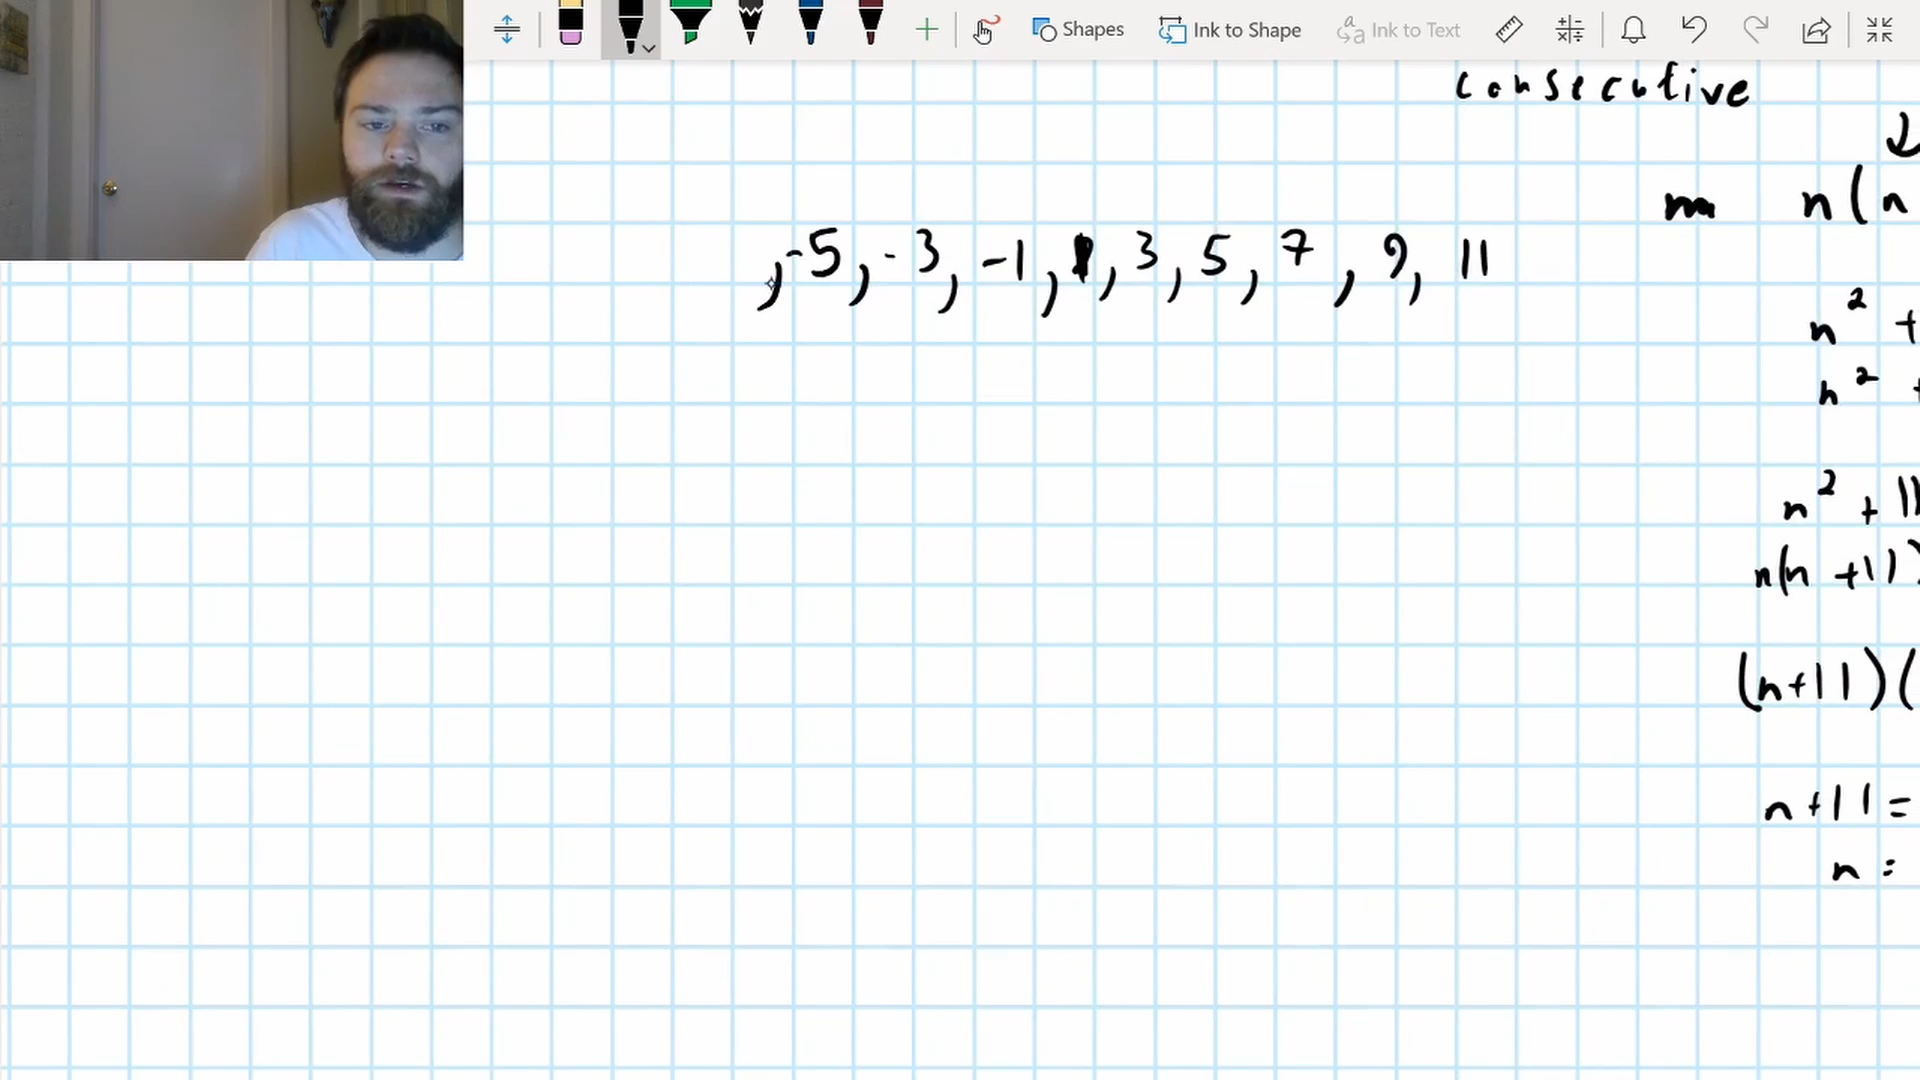 Shapes Ink to Shape Ink to Text
consecutive
n(n
, -5, -3, -1, 1, 3, 5, 7, 9, 11
n² +
n² +
n² + 11
n(n +11)
(n+11)(
n+11=
n =